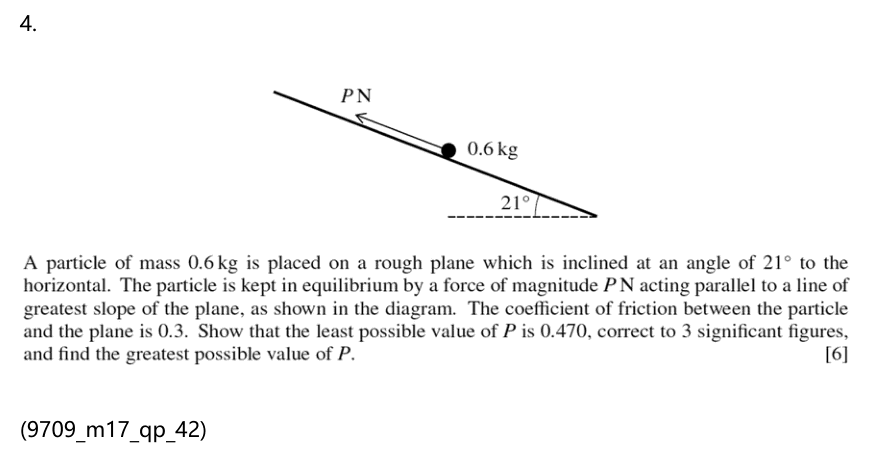 4.
P N
0.6 kg
21°
A particle of mass 0.6 kg is placed on a rough plane which is inclined at an angle of 21° to the
horizontal. The particle is kept in equilibrium by a force of magnitude P N acting parallel to a line of
greatest slope of the plane, as shown in the diagram. The coefficient of friction between the particle
and the plane is 0.3. Show that the least possible value of P is 0.470, correct to 3 significant figures,
and find the greatest possible value of P. [6]
(9709_m17_qp_42)